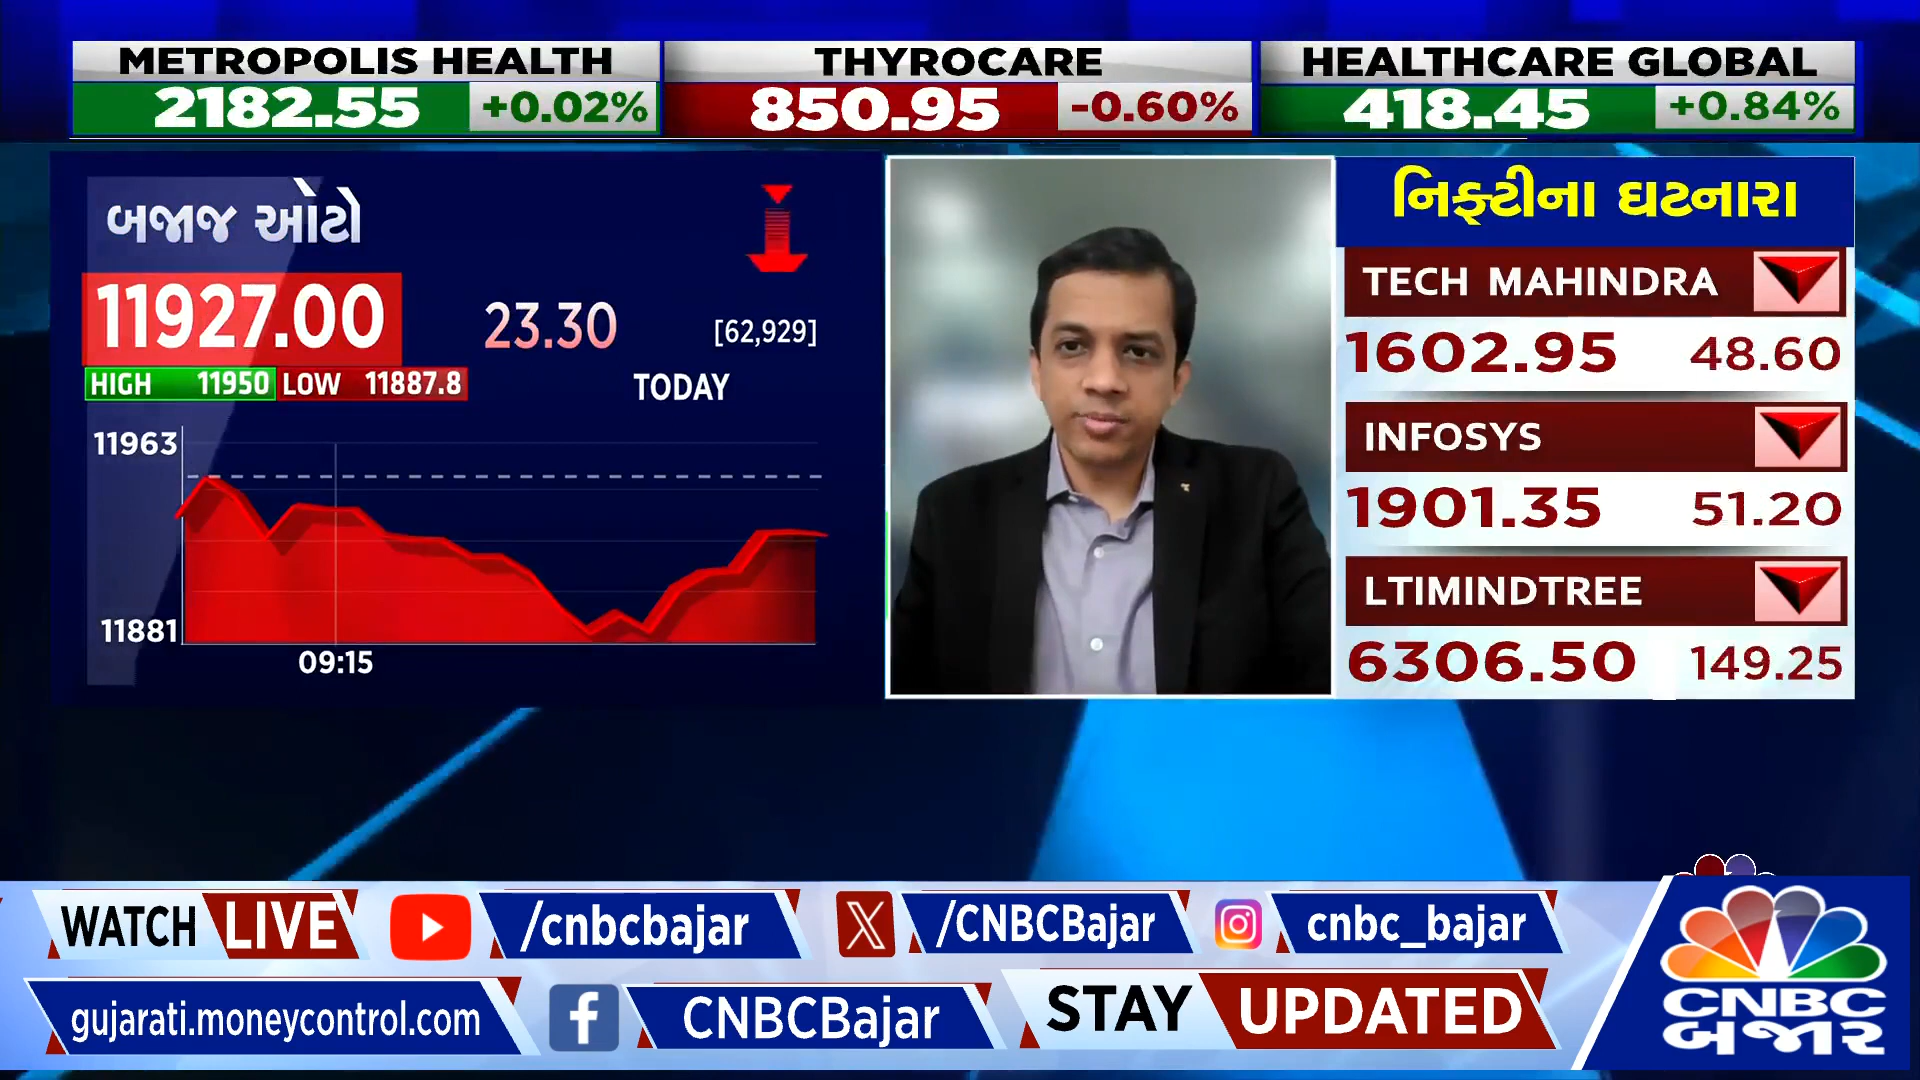 METROPOLIS HEALTH
2182.55 +0.02%
THYROCARE
850.95 -0.60%
HEALTHCARE GLOBAL
418.45 +0.84%
બજાજ ઓટો
11927.00 23.30 [62,929]
HIGH 11950 LOW 11887.8 TODAY
11963
11881
09:15
નિફ્ટીના ઘટનારા
TECH MAHINDRA
1602.95 48.60
INFOSYS
1901.35 51.20
LTIMINDTREE
6306.50 149.25
WATCH LIVE /cnbcbajar /CNBCBajar cnbc_bajar
gujarati.moneycontrol.com CNBCBajar STAY UPDATED
CNBC
બજાર